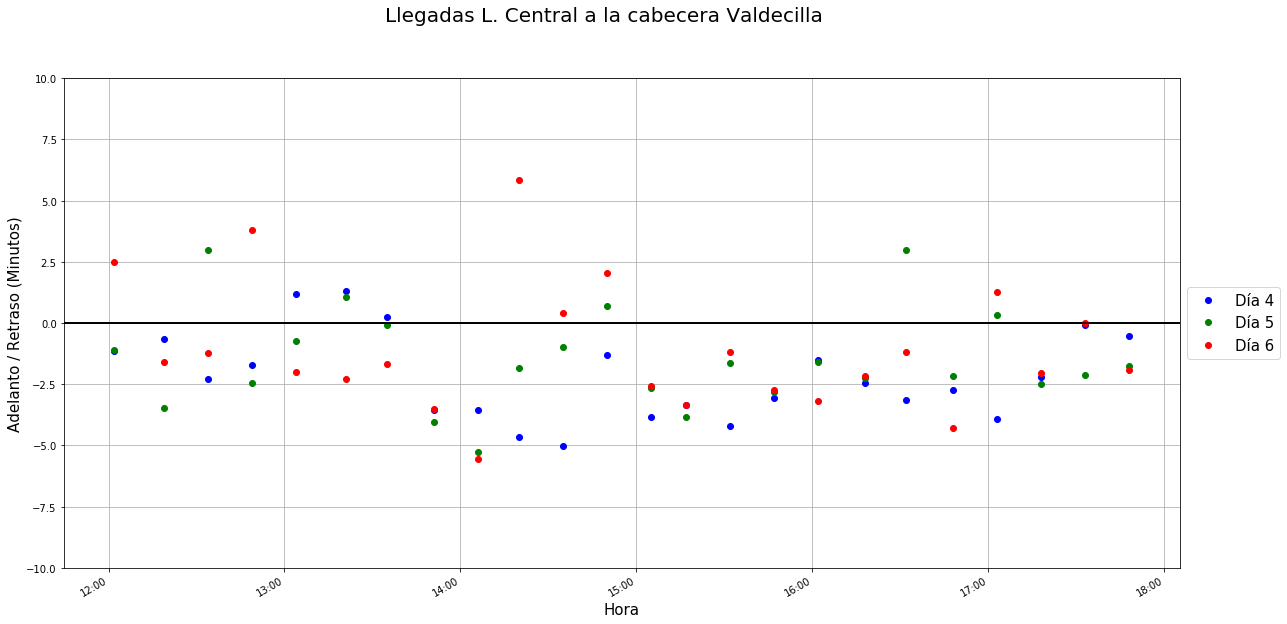 Llegadas L. Central a la cabecera Valdecilla
Adelanto / Retraso (Minutos)
10.0
7.5
5.0
2.5
0.0
−2.5
−5.0
−7.5
−10.0
12:00
13:00
14:00
15:00
16:00
17:00
18:00
Hora
Día 4
Día 5
Día 6